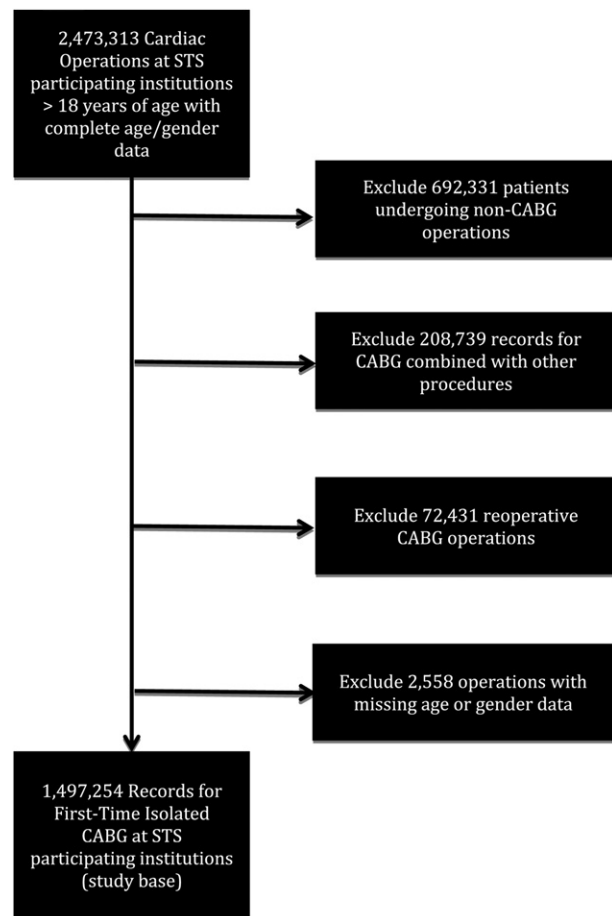 2,473,313 Cardiac
Operations at STS
participating institutions
> 18 years of age with
complete age/gender
data
Exclude 692,331 patients
undergoing non-CABG
operations
Exclude 208,739 records for
CABG combined with other
procedures
Exclude 72,431 reoperative
CABG operations
Exclude 2,558 operations with
missing age or gender data
1,497,254 Records for
First-Time Isolated
CABG at STS
participating institutions
(study base)